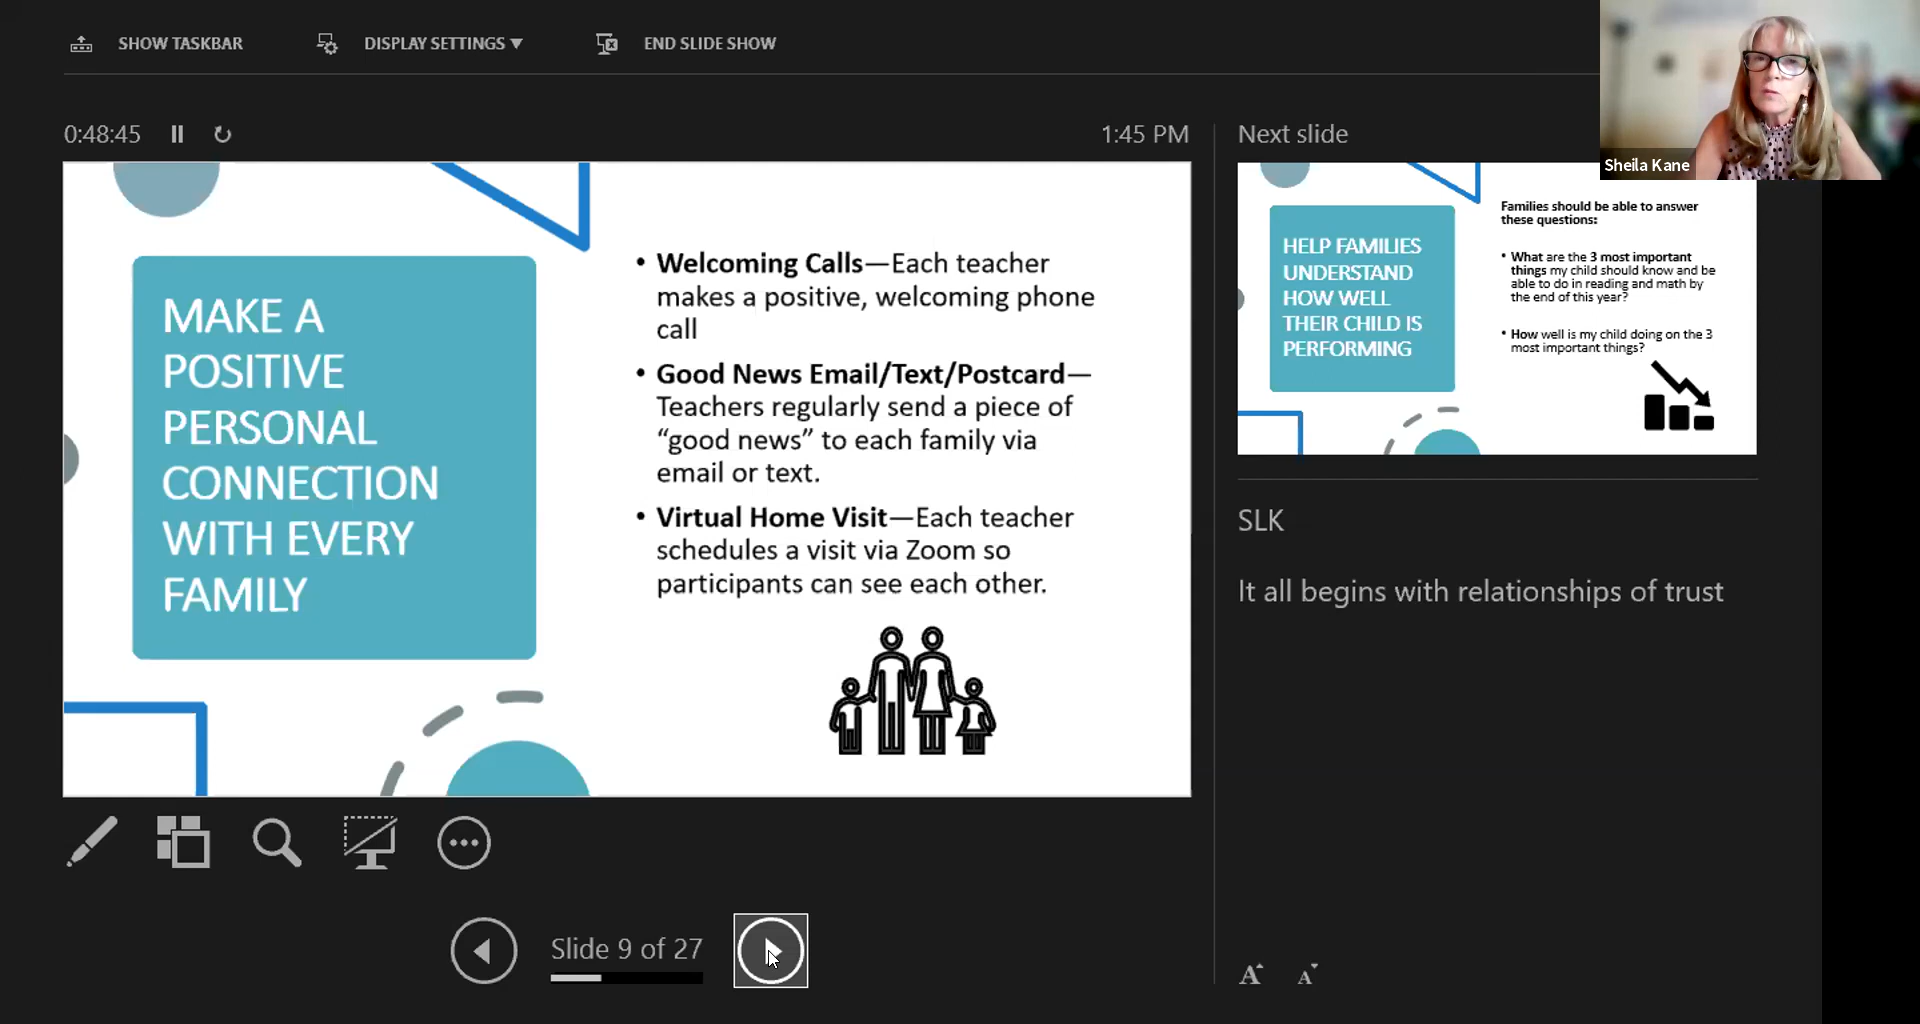 SHOW TASKBAR
DISPLAY SETTINGS ▼
END SLIDE SHOW
Sheila Kane
0:48:45
1:45 PM
MAKE A
POSITIVE
PERSONAL
CONNECTION
WITH EVERY
FAMILY
• Welcoming Calls—Each teacher
makes a positive, welcoming phone
call
• Good News Email/Text/Postcard—
Teachers regularly send a piece of
“good news” to each family via
email or text.
• Virtual Home Visit—Each teacher
schedules a visit via Zoom so
participants can see each other.
Next slide
HELP FAMILIES
UNDERSTAND
HOW WELL
THEIR CHILD IS
PERFORMING
Families should be able to answer
these questions:
• What are the 3 most important
things my child should know and be
able to do in reading and math by
the end of this year?
• How well is my child doing on the 3
most important things?
SLK
It all begins with relationships of trust
Slide 9 of 27
A A